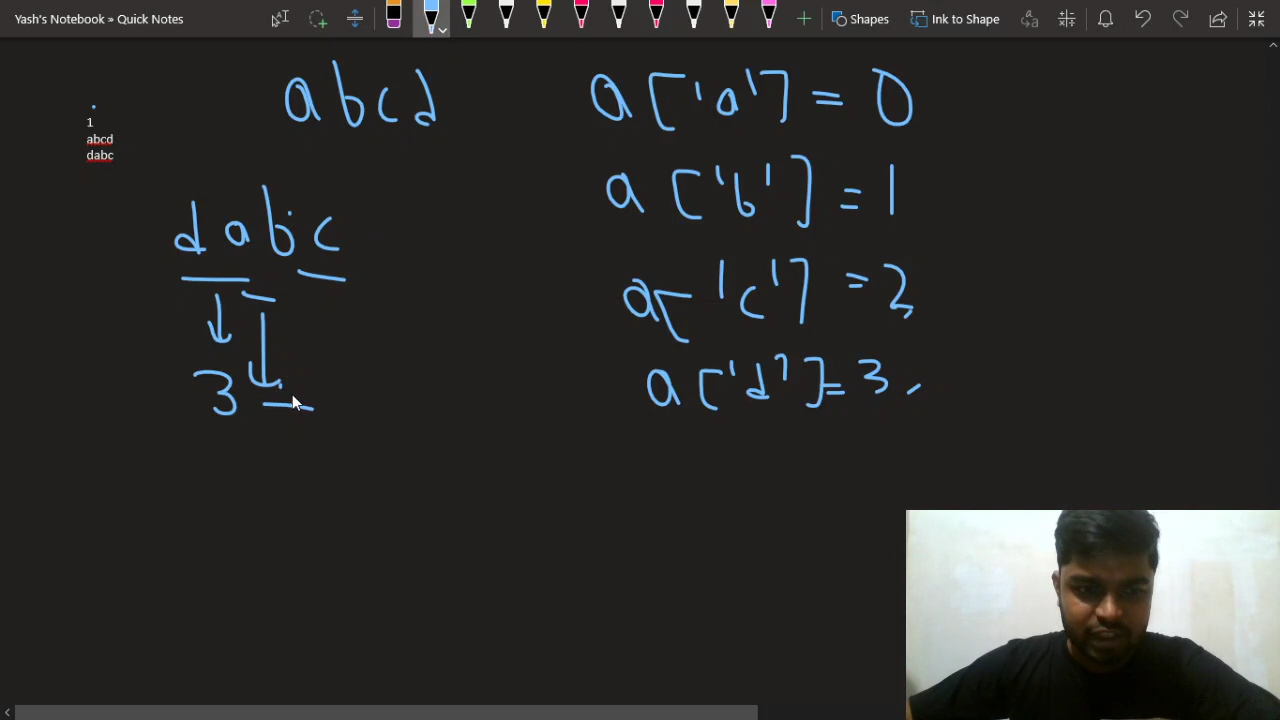 Yash's Notebook » Quick Notes
Shapes
Ink to Shape
1
abcd
dabc
abcd
dabc
3
a['a'] = 0
a['b'] = 1
a['c'] = 2
a['d'] = 3